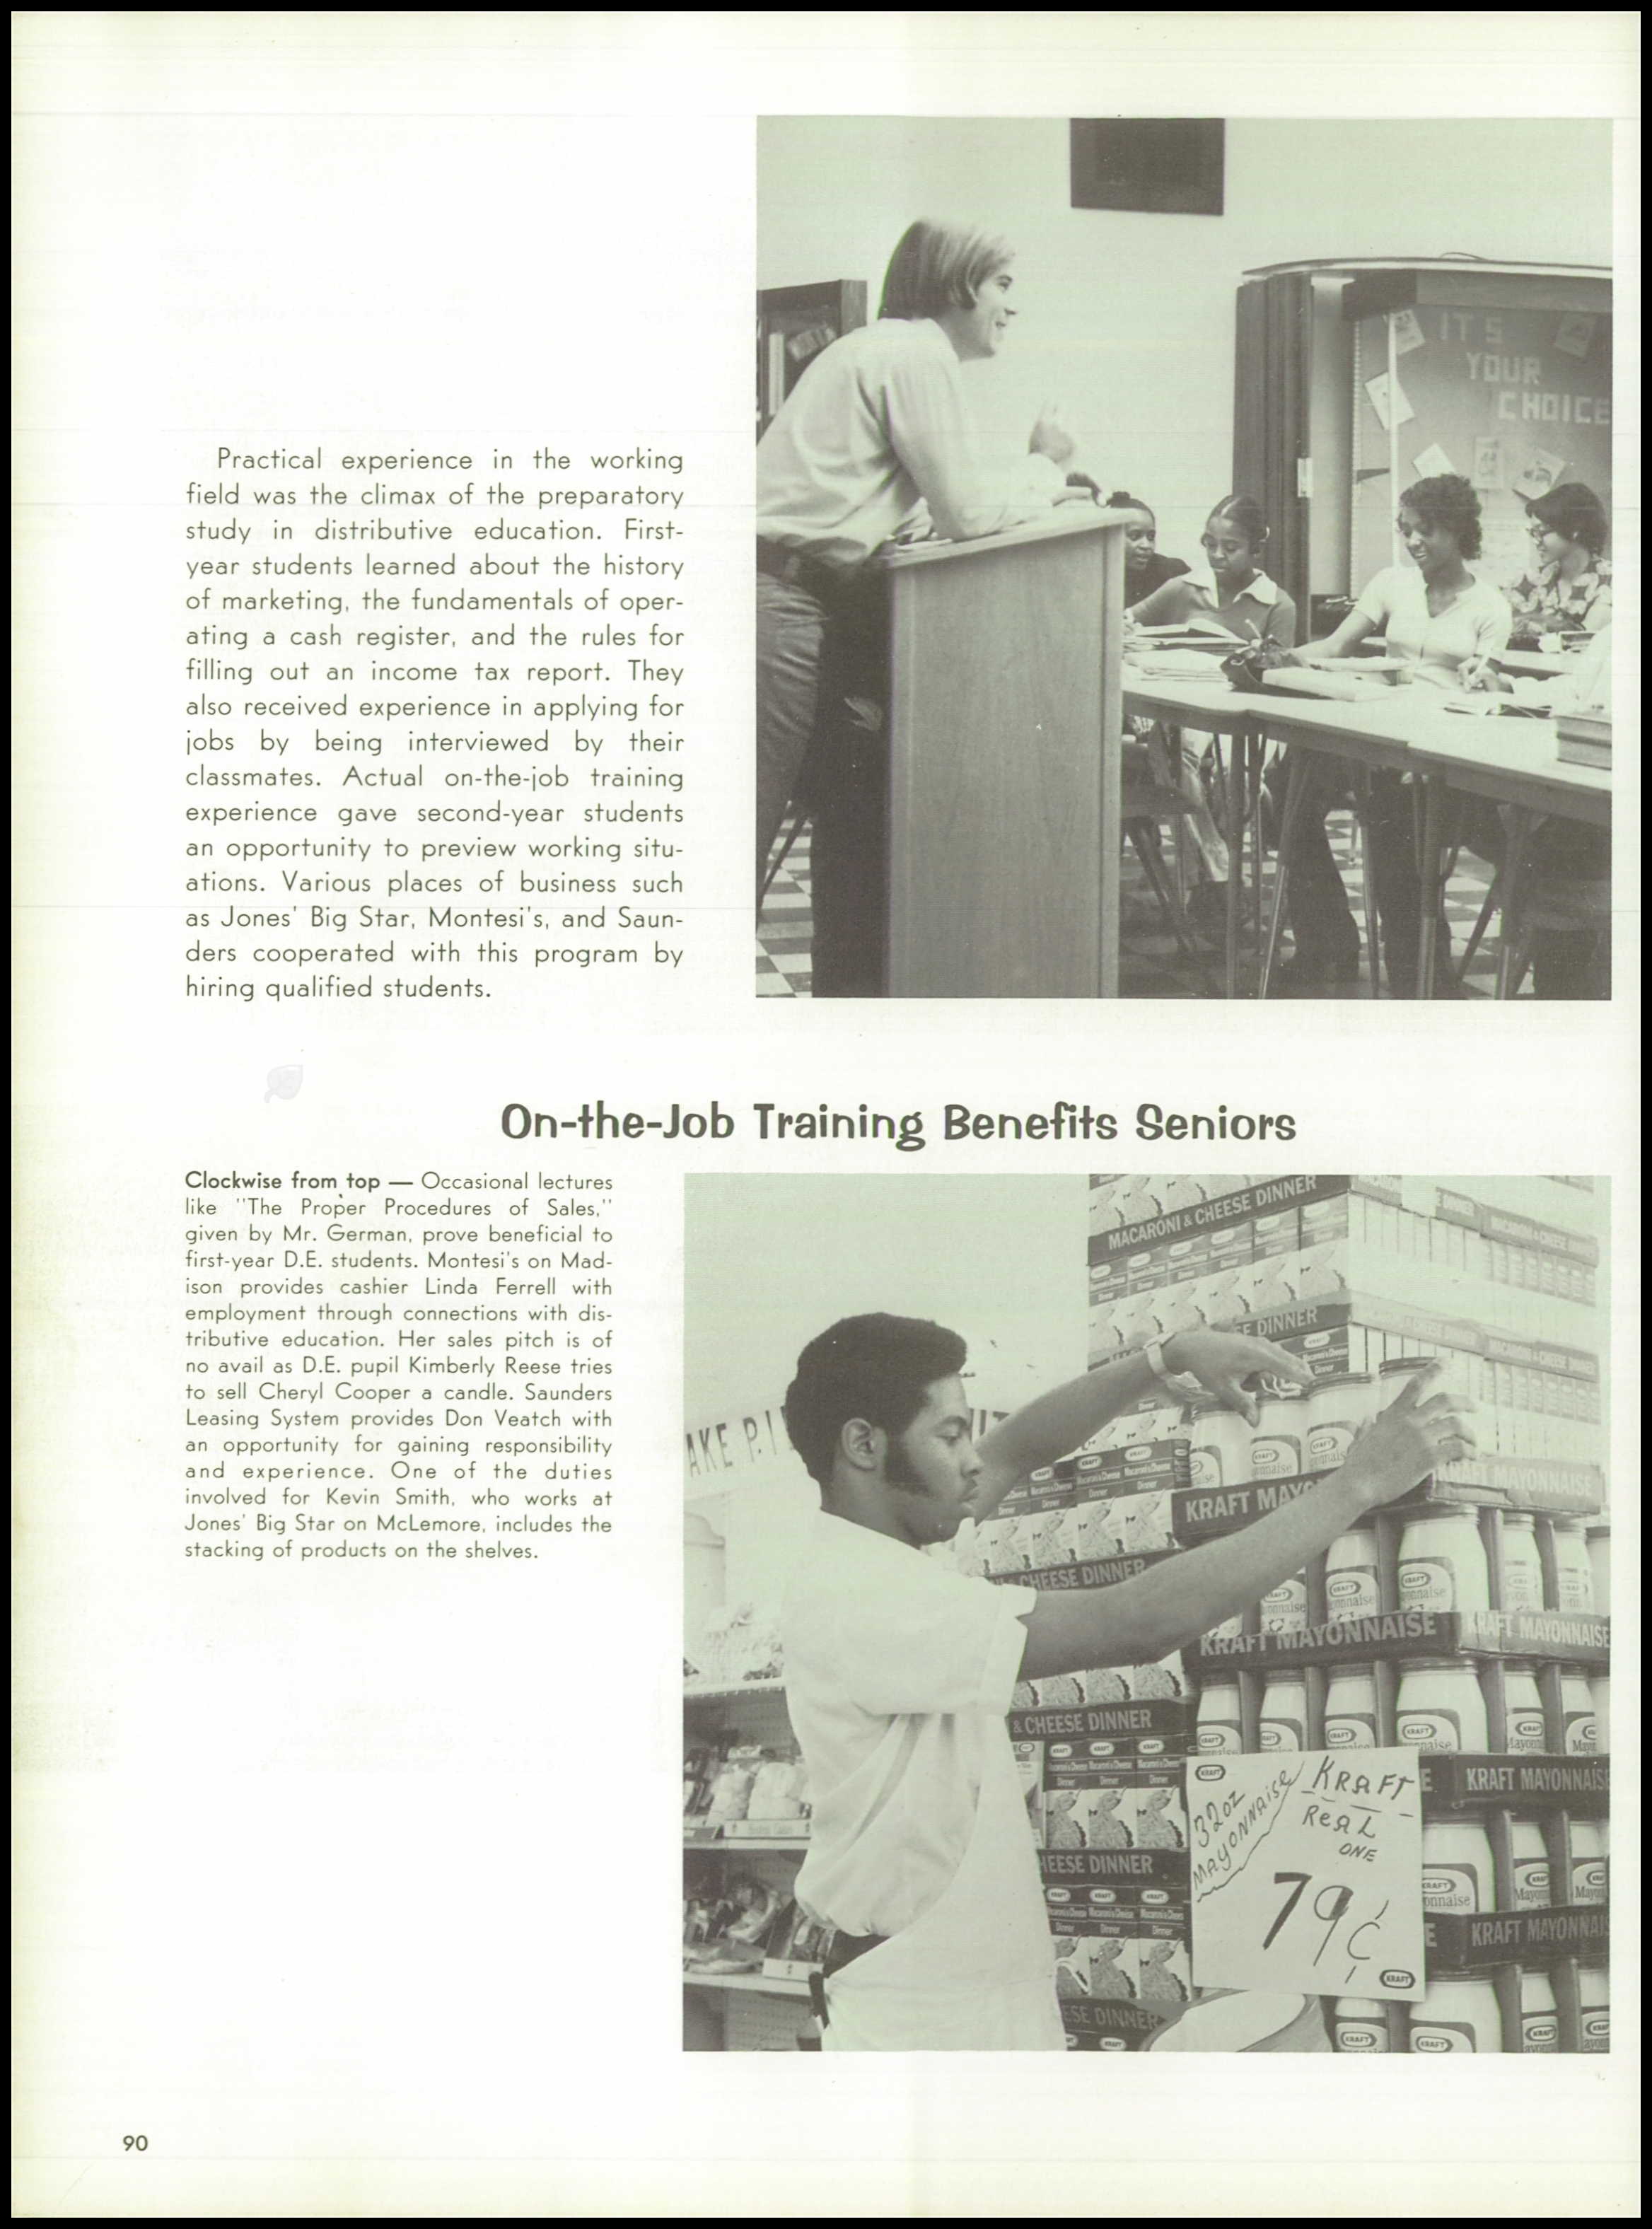 Practical experience in the working
field was the climax of the preparatory
study in distributive education. First-
year students learned about the history
of marketing, the fundamentals of oper-
ating a cash register, and the rules for
filling out an income tax report. They
also received experience in applying for
jobs by being interviewed by their
classmates. Actual on-the-job training
experience gave second-year students
an opportunity to preview working situ-
ations. Various places of business such
as Jones' Big Star, Montesi's, and Saun-
ders cooperated with this program by
hiring qualified students.
IT'S
YOUR
CHOICE
On-the-Job Training Benefits Seniors
Clockwise from top — Occasional lectures
like "The Proper Procedures of Sales,"
given by Mr. German, prove beneficial to
first-year D.E. students. Montesi's on Mad-
ison provides cashier Linda Ferrell with
employment through connections with dis-
tributive education. Her sales pitch is of
no avail as D.E. pupil Kimberly Reese tries
to sell Cheryl Cooper a candle. Saunders
Leasing System provides Don Veatch with
an opportunity for gaining responsibility
and experience. One of the duties
involved for Kevin Smith, who works at
Jones' Big Star on McLemore, includes the
stacking of products on the shelves.
MACARONI & CHEESE DINNER
DINNER
KRAFT MAYO
KRAFT MAYONNAISE
CHEESE DINNER
KRAFT MAYONNAISE
KRAFT MAYONNAISE
& CHEESE DINNER
KRAFT MAYONNAISE
KRAFT
32 oz
MAYONNAISE
KRAFT
REAL
ONE
79¢
KRAFT
HEESE DINNER
KRAFT MAYONNAI
ESE DINNER
90